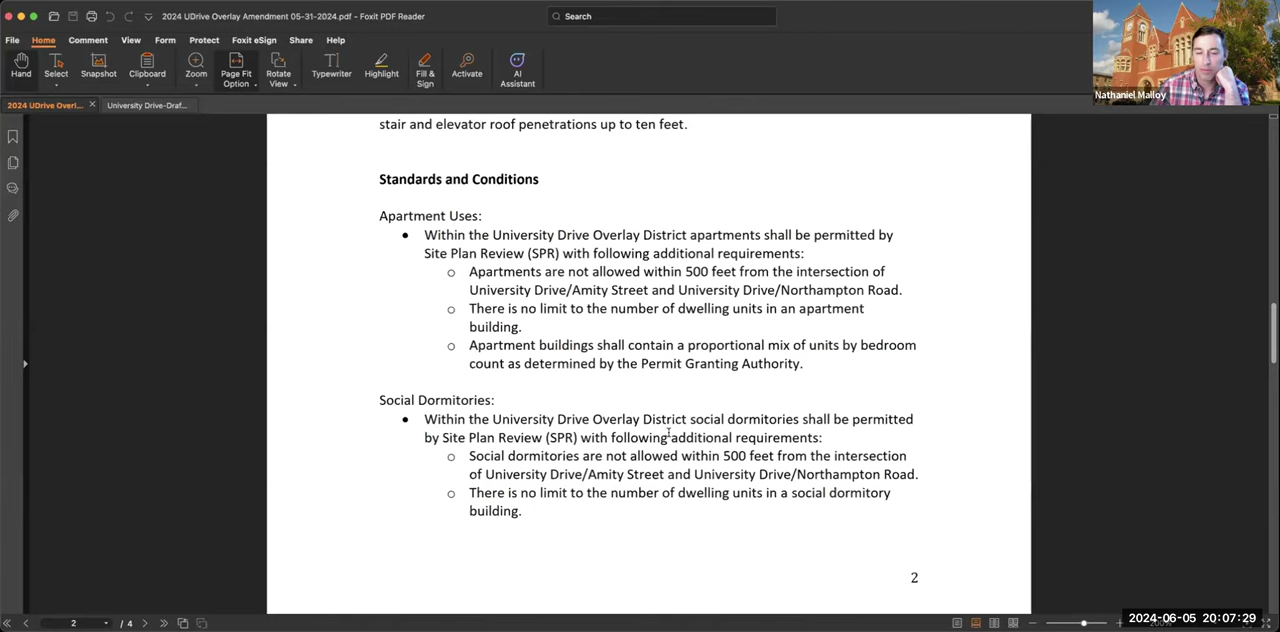 2024 UDrive Overlay Amendment 05-31-2024.pdf - Foxit PDF Reader
Search
File Home Comment View Form Protect Foxit eSign Share Help
Hand Select Snapshot Clipboard Zoom Page Fit Option Rotate View Typewriter Highlight Fill & Sign Activate AI Assistant
Nathaniel Malloy
2024 UDrive Overl... University Drive-Draf...
stair and elevator roof penetrations up to ten feet.
Standards and Conditions
Apartment Uses:
• Within the University Drive Overlay District apartments shall be permitted by
Site Plan Review (SPR) with following additional requirements:
o Apartments are not allowed within 500 feet from the intersection of
University Drive/Amity Street and University Drive/Northampton Road.
o There is no limit to the number of dwelling units in an apartment
building.
o Apartment buildings shall contain a proportional mix of units by bedroom
count as determined by the Permit Granting Authority.
Social Dormitories:
• Within the University Drive Overlay District social dormitories shall be permitted
by Site Plan Review (SPR) with following additional requirements:
o Social dormitories are not allowed within 500 feet from the intersection
of University Drive/Amity Street and University Drive/Northampton Road.
o There is no limit to the number of dwelling units in a social dormitory
building.
2
2 / 4
2024-06-05 20:07:29